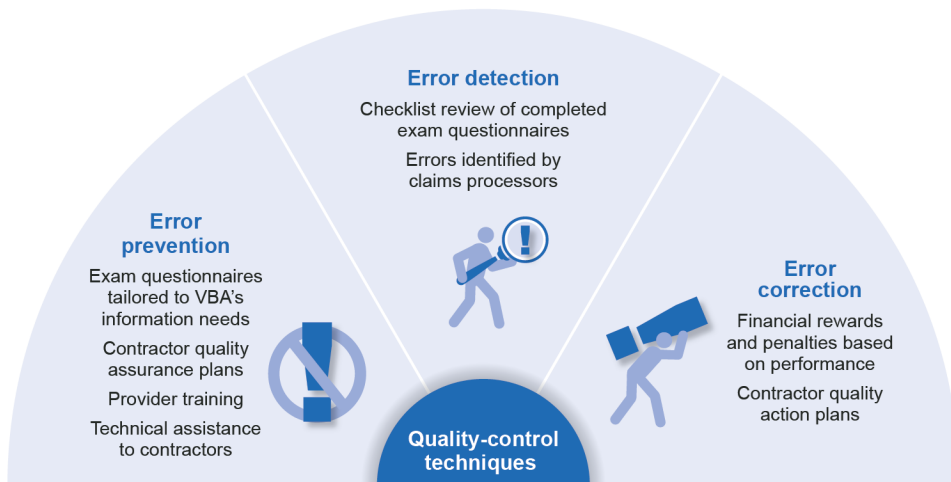 Error detection
Checklist review of completed
exam questionnaires
Errors identified by
claims processors
Error
prevention
Exam questionnaires
tailored to VBA’s
information needs
Contractor quality
assurance plans
Provider training
Technical assistance
to contractors
Error
correction
Financial rewards
and penalties based
on performance
Contractor quality
action plans
Quality-control
techniques